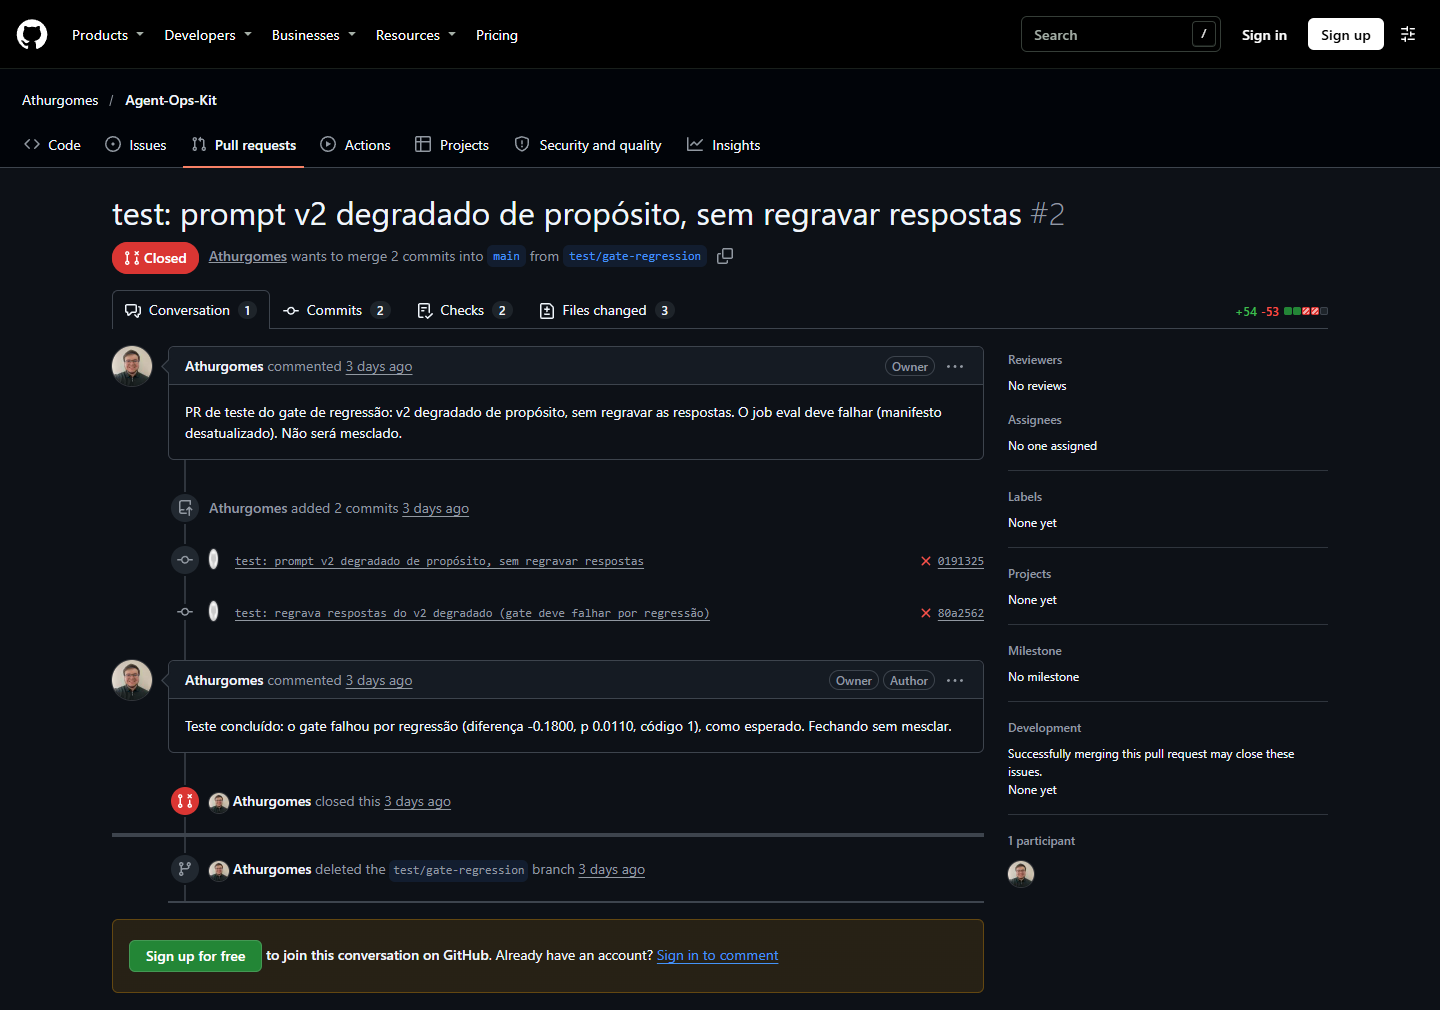 Products
Developers
Businesses
Resources
Pricing
Search
/
Sign in
Sign up
Athurgomes / Agent-Ops-Kit
Code
Issues
Pull requests
Actions
Projects
Security and quality
Insights
test: prompt v2 degradado de propósito, sem regravar respostas #2
Closed
Athurgomes wants to merge 2 commits into main from test/gate-regression
Conversation 1
Commits 2
Checks 2
Files changed 3
+54 -53
Athurgomes commented 3 days ago
Owner
PR de teste do gate de regressão: v2 degradado de propósito, sem regravar as respostas. O job eval deve falhar (manifesto
desatualizado). Não será mesclado.
Athurgomes added 2 commits 3 days ago
test: prompt v2 degradado de propósito, sem regravar respostas
0191325
test: regrava respostas do v2 degradado (gate deve falhar por regressão)
80a2562
Athurgomes commented 3 days ago
Owner
Author
Teste concluído: o gate falhou por regressão (diferença -0.1800, p 0.0110, código 1), como esperado. Fechando sem mesclar.
Athurgomes closed this 3 days ago
Athurgomes deleted the test/gate-regression branch 3 days ago
Sign up for free to join this conversation on GitHub. Already have an account? Sign in to comment
Reviewers
No reviews
Assignees
No one assigned
Labels
None yet
Projects
None yet
Milestone
No milestone
Development
Successfully merging this pull request may close these
issues.
None yet
1 participant